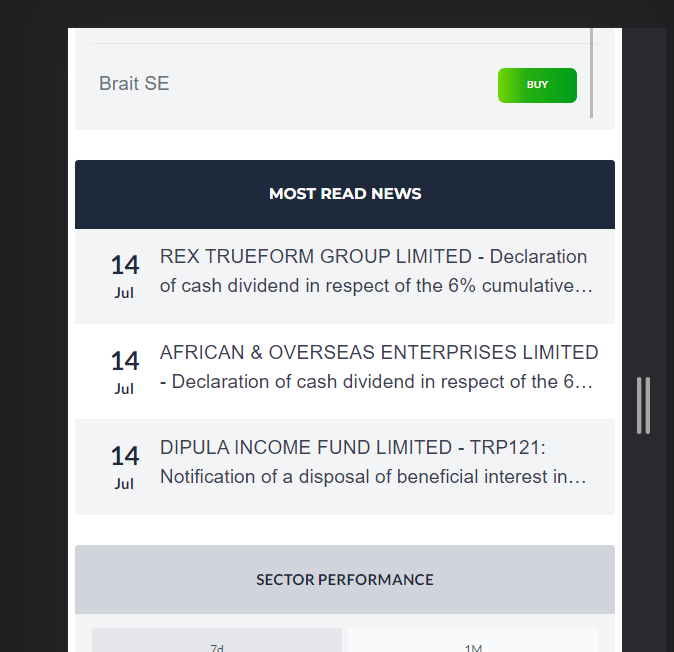 Brait SE
BUY
MOST READ NEWS
14
Jul
REX TRUEFORM GROUP LIMITED - Declaration
of cash dividend in respect of the 6% cumulative…
14
Jul
AFRICAN & OVERSEAS ENTERPRISES LIMITED
- Declaration of cash dividend in respect of the 6…
14
Jul
DIPULA INCOME FUND LIMITED - TRP121:
Notification of a disposal of beneficial interest in…
SECTOR PERFORMANCE
7d
1M